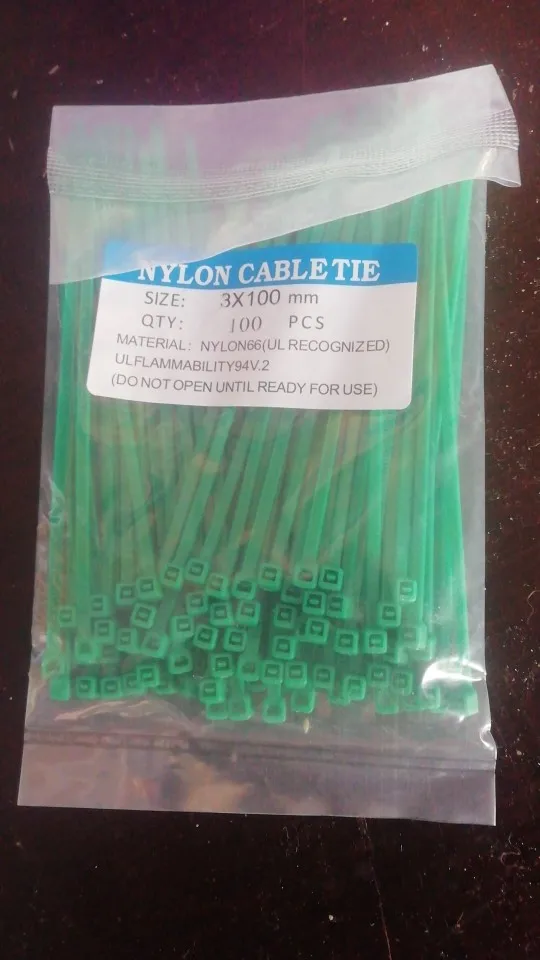 NYLON CABLE TIE
SIZE: 3X100 mm
QTY: 100 PCS
MATERIAL: NYLON66(UL RECOGNIZED)
ULFLAMMABILITY94V.2
(DO NOT OPEN UNTIL READY FOR USE)